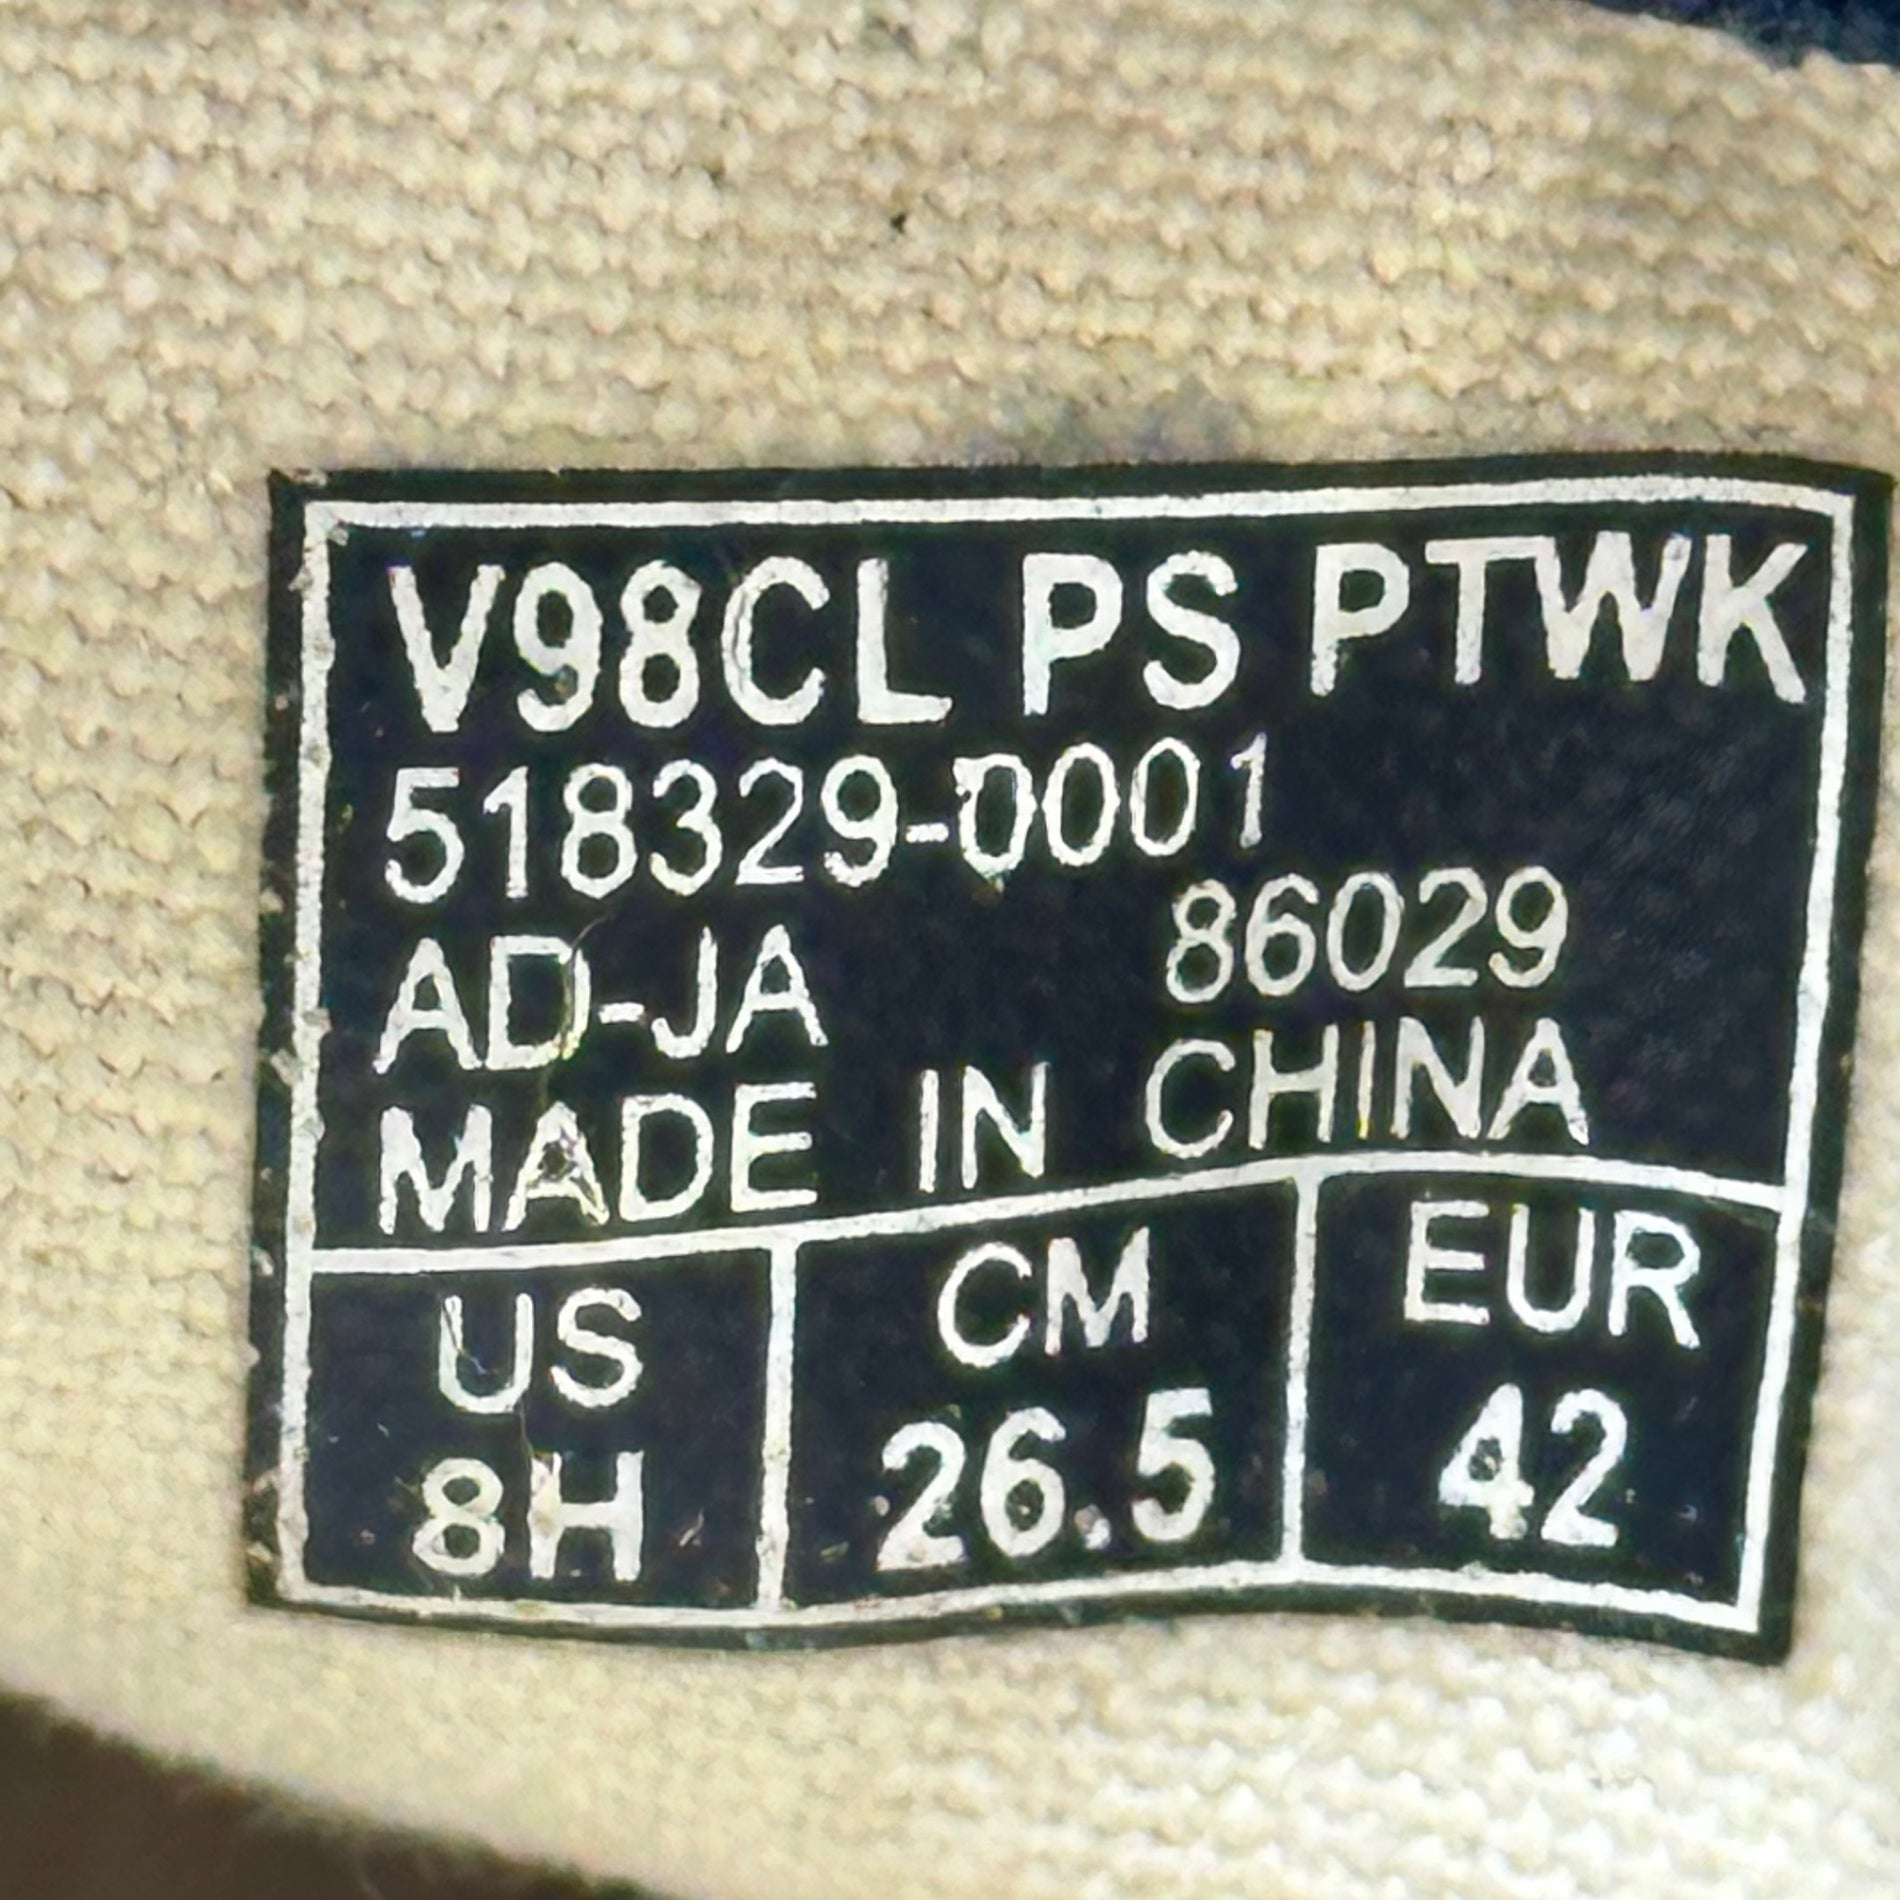 V98CL PS PTWK
518329-0001
AD-JA 86029
MADE IN CHINA
US CM EUR
8H 26.5 42